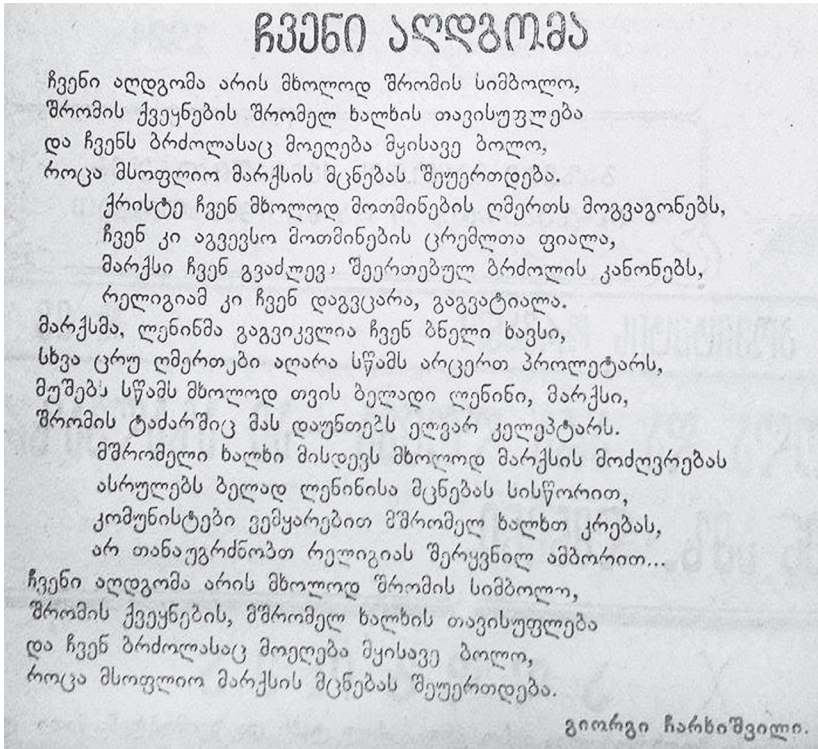 ჩვენი აღდგომა
ჩვენი აღდგომა არის მხოლოდ შრომის სიმბოლო,
შრომის ქვეყნების შრომელ ხალხის თავისუფლება
და ჩვენს ბრძოლასაც მოეღება მყისავე ბოლო,
როცა მსოფლიო მარქსის მცნებას შეუერთდება.
ქრისტე ჩვენ მხოლოდ მოთმინების ღმერთს მოგვაგონებს,
ჩვენ კი აგვევსო მოთმინების ცრემლთა ფიალა,
მარქსი ჩვენ გვაძლევ, შეერთებულ ბრძოლის კანონებს,
რელიგიამ კი ჩვენ დაგვცარა, გაგვატიალა.
მარქსმა, ლენინმა გაგვიკვლია ჩვენ ბნელი ხავსი,
სხვა ცრუ ღმერთები აღარა სწამს არცერთ პროლეტარს,
მუშებს სწამს მხოლოდ თვის ბელადი ლენინი, მარქსი,
შრომის ტაძარშიც მას დაუნთებს ელვარ კელეპტარს.
მშრომელი ხალხი მისდევს მხოლოდ მარქსის მოძღვრებას
ასრულებს ბელად ლენინისა მცნებას სისწორით,
კომუნისტები ვემყარებით მშრომელ ხალხთ კრებას,
არ თანაუგრძნობთ რელიგიას შერყვნილ ამბორით...
ჩვენი აღდგომა არის მხოლოდ შრომის სიმბოლო,
შრომის ქვეყნების, მშრომელ ხალხის თავისუფლება
და ჩვენ ბრძოლასაც მოეღება მყისავე ბოლო,
როცა მსოფლიო მარქსის მცნებას შეუერთდება.
გიორგი ჩარხიშვილი.